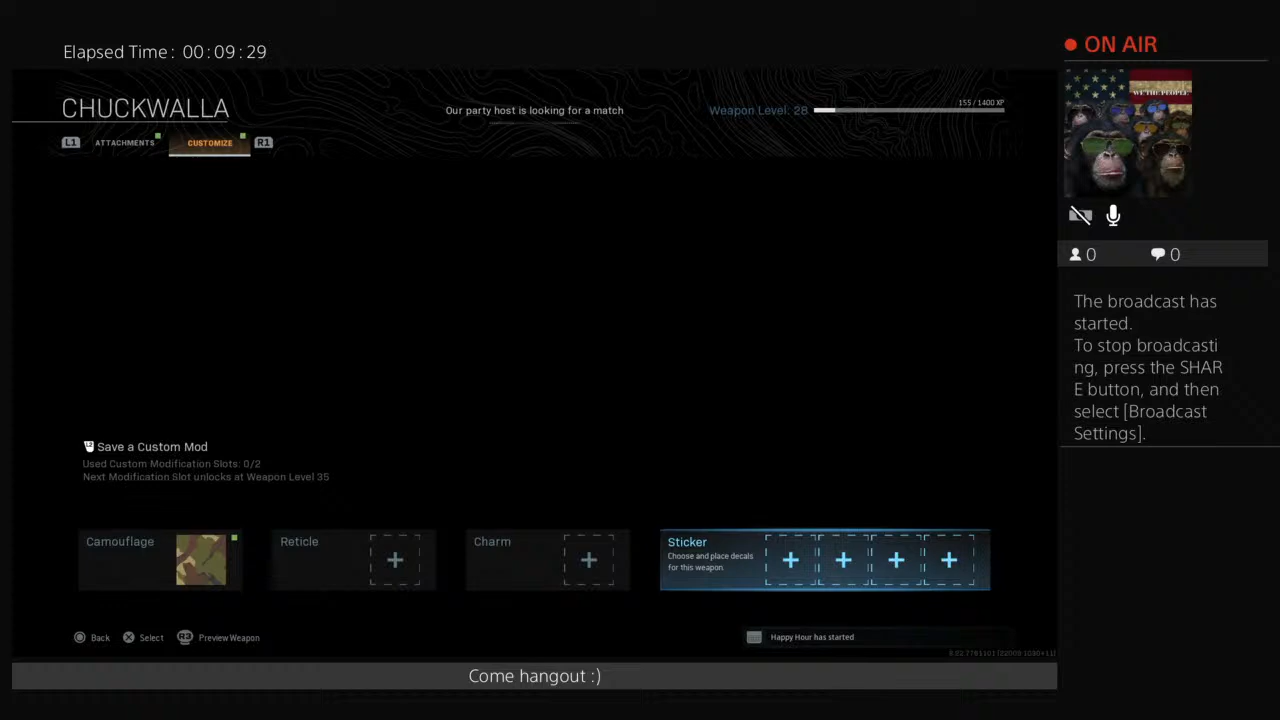 Elapsed Time: 00:09:29
ON AIR
CHUCKWALLA
Our party host is looking for a match
Weapon Level: 28
155 / 1400 XP
L1 ATTACHMENTS CUSTOMIZE R1
WE THE PEOPLE
0 0
The broadcast has
started.
To stop broadcasti
ng, press the SHAR
E button, and then
select [Broadcast
Settings].
Save a Custom Mod
Used Custom Modification Slots: 0/2
Next Modification Slot unlocks at Weapon Level 35
Camouflage
Reticle
Charm
Sticker
Choose and place decals
for this weapon.
Back Select R3 Preview Weapon
Happy Hour has started
Come hangout :)